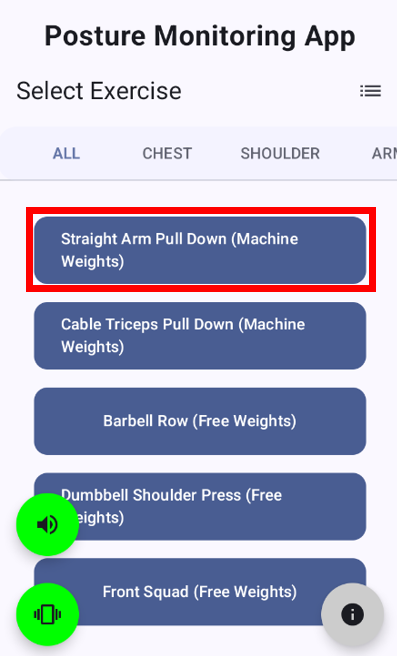 Posture Monitoring App
Select Exercise
ALL CHEST SHOULDER ARM
Straight Arm Pull Down (Machine
Weights)
Cable Triceps Pull Down (Machine
Weights)
Barbell Row (Free Weights)
Dumbbell Shoulder Press (Free
eights)
Front Squad (Free Weights)